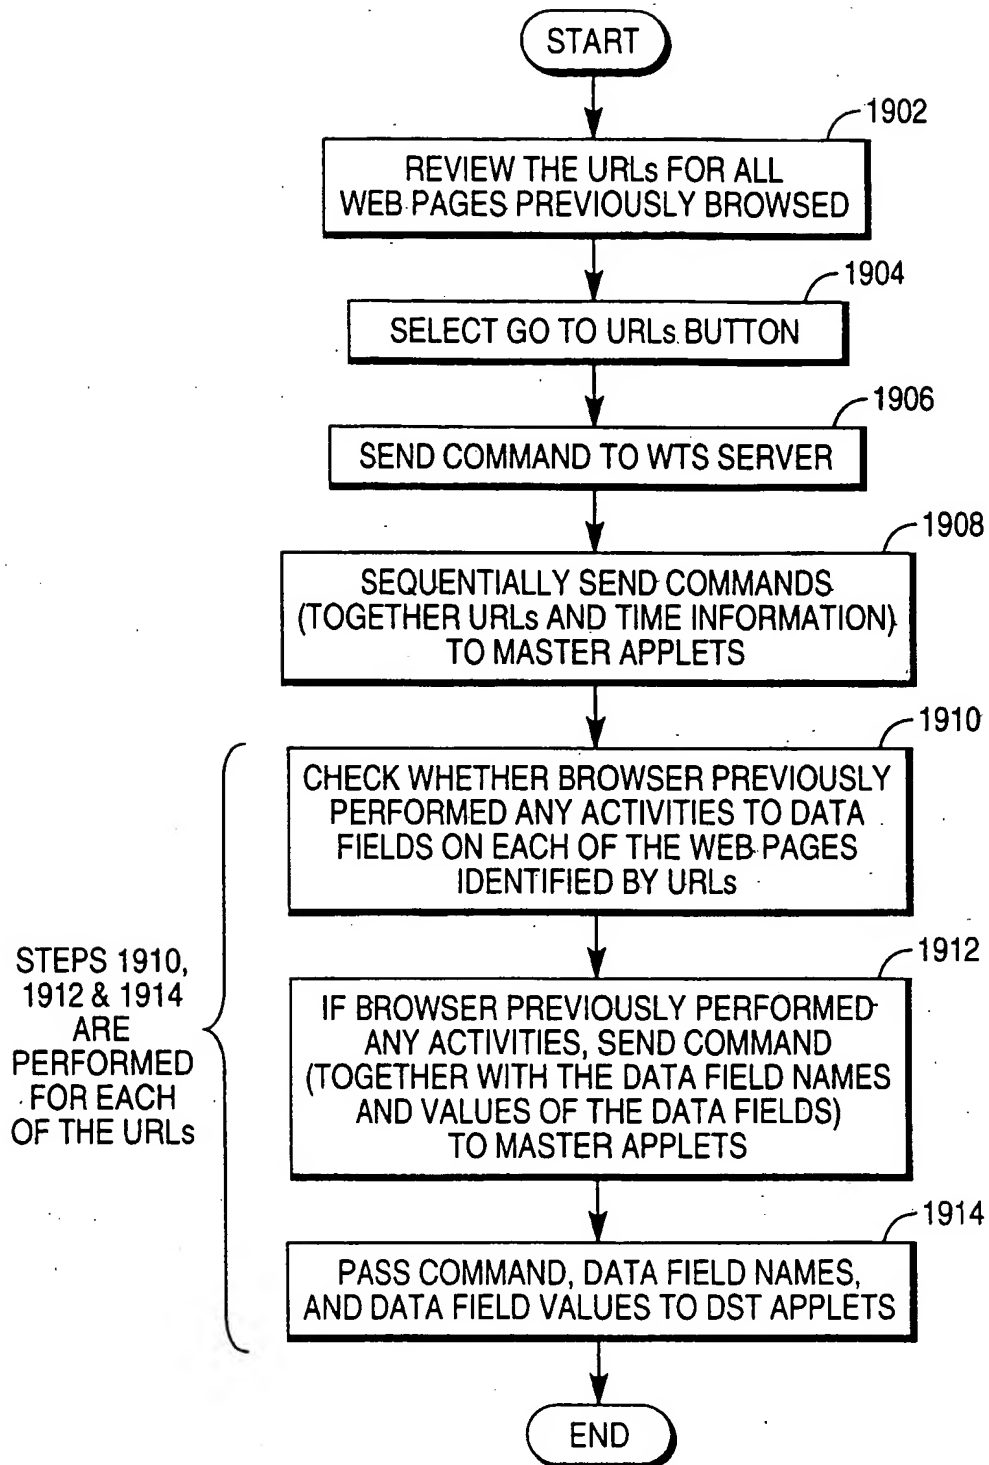 START
1902
REVIEW THE URLs FOR ALL
WEB PAGES PREVIOUSLY BROWSED
1904
SELECT GO TO URLs BUTTON
1906
SEND COMMAND TO WTS SERVER
1908
SEQUENTIALLY SEND COMMANDS
(TOGETHER URLs AND TIME INFORMATION)
TO MASTER APPLETS
1910
CHECK WHETHER BROWSER PREVIOUSLY
PERFORMED ANY ACTIVITIES TO DATA
FIELDS ON EACH OF THE WEB PAGES
IDENTIFIED BY URLs
STEPS 1910,
1912 & 1914
ARE
PERFORMED
FOR EACH
OF THE URLs
1912
IF BROWSER PREVIOUSLY PERFORMED
ANY ACTIVITIES, SEND COMMAND
(TOGETHER WITH THE DATA FIELD NAMES
AND VALUES OF THE DATA FIELDS)
TO MASTER APPLETS
1914
PASS COMMAND, DATA FIELD NAMES,
AND DATA FIELD VALUES TO DST APPLETS
END